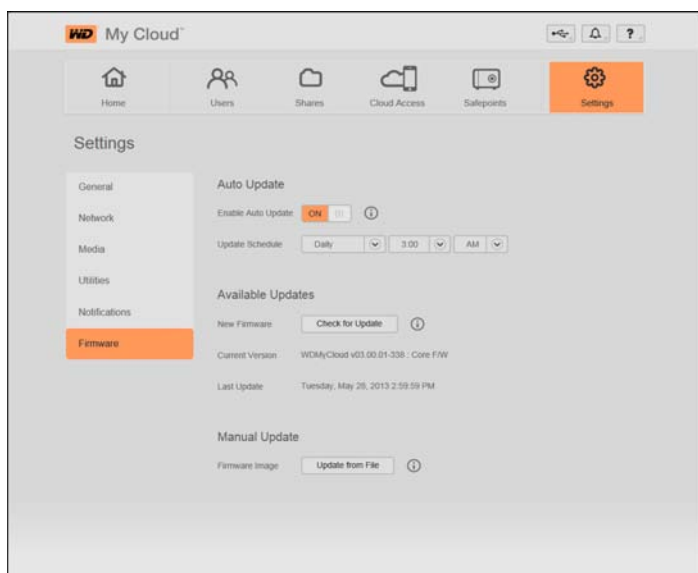 WD My Cloud™
?
Home
Users
Shares
Cloud Access
Safepoints
Settings
Settings
General
Network
Media
Utilities
Notifications
Firmware
Auto Update
Enable Auto Update ON
Update Schedule Daily 3:00 AM
Available Updates
New Firmware Check for Update
Current Version WDMyCloud v03.00.01-338 : Core F/W
Last Update Tuesday, May 28, 2013 2:59:59 PM
Manual Update
Firmware Image Update from File